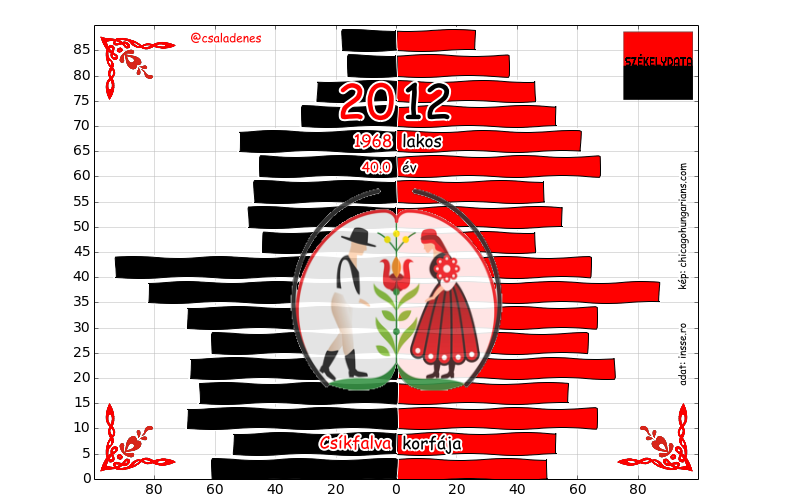 @csaladenes
SZÉKELYDATA
2012
1968 lakos
40.0 év
kép: chicagohungarians.com
adat: insse.ro
Csíkfalva korfája
85
80
75
70
65
60
55
50
45
40
35
30
25
20
15
10
5
0
80 60 40 20 0 20 40 60 80